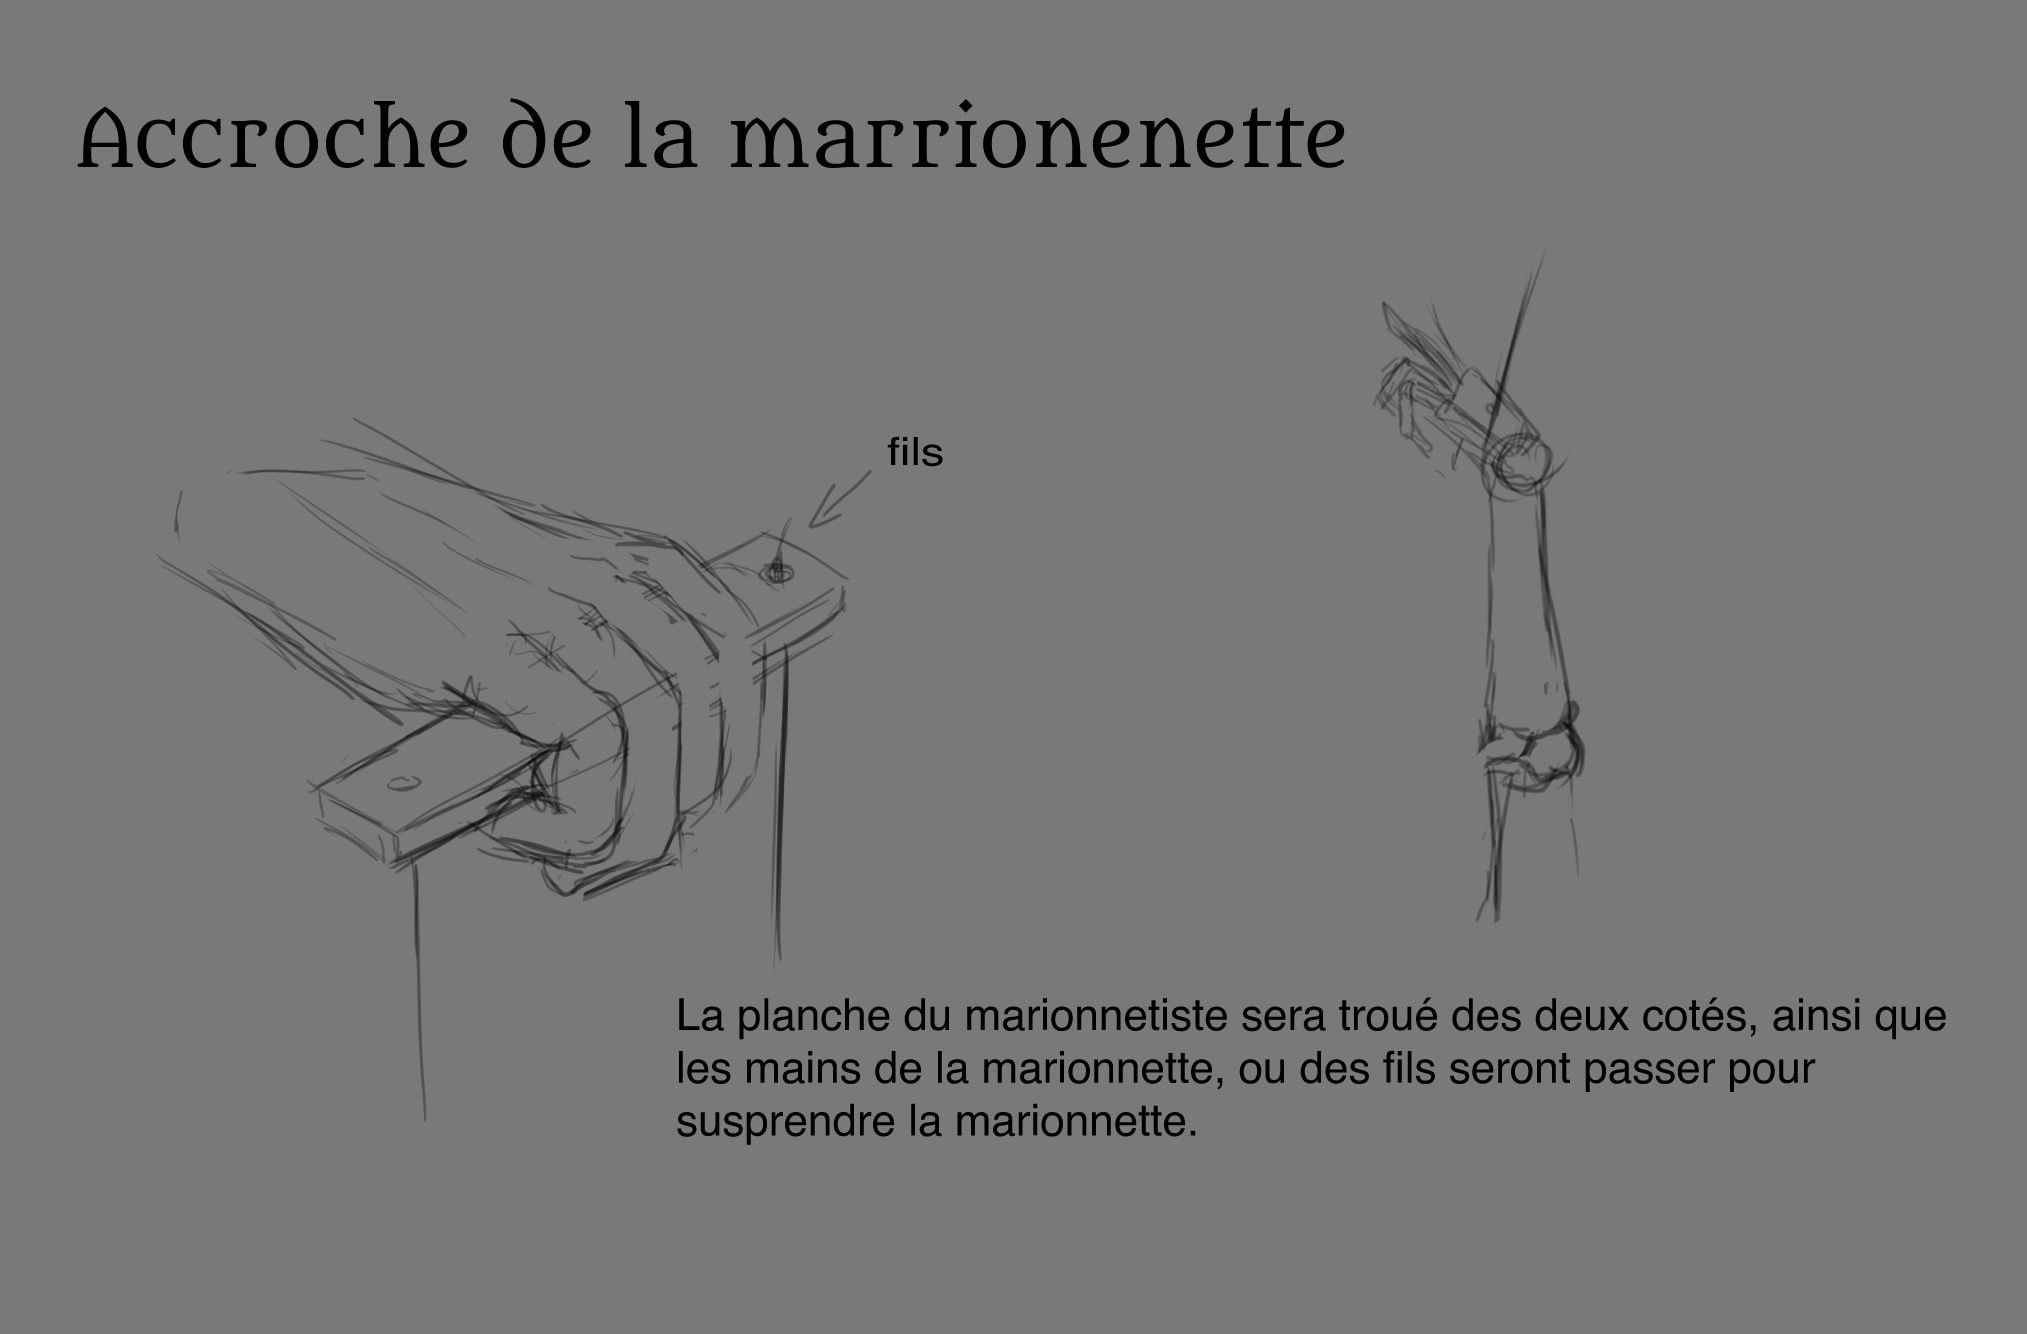 Accroche de la marrionenette
fils
La planche du marionnetiste sera troué des deux cotés, ainsi que
les mains de la marionnette, ou des fils seront passer pour
susprendre la marionnette.